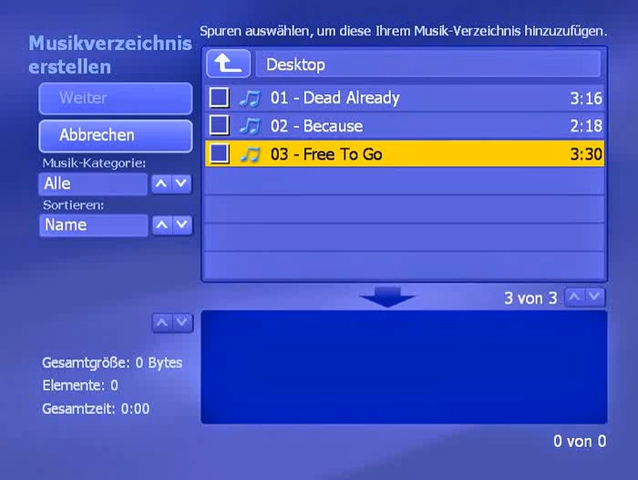 Spuren auswählen, um diese Ihrem Musik-Verzeichnis hinzuzufügen.
Musikverzeichnis
erstellen
Weiter
Abbrechen
Musik-Kategorie:
Alle
Sortieren:
Name
Desktop
01 - Dead Already 3:16
02 - Because 2:18
03 - Free To Go 3:30
3 von 3
Gesamtgröße: 0 Bytes
Elemente: 0
Gesamtzeit: 0:00
0 von 0